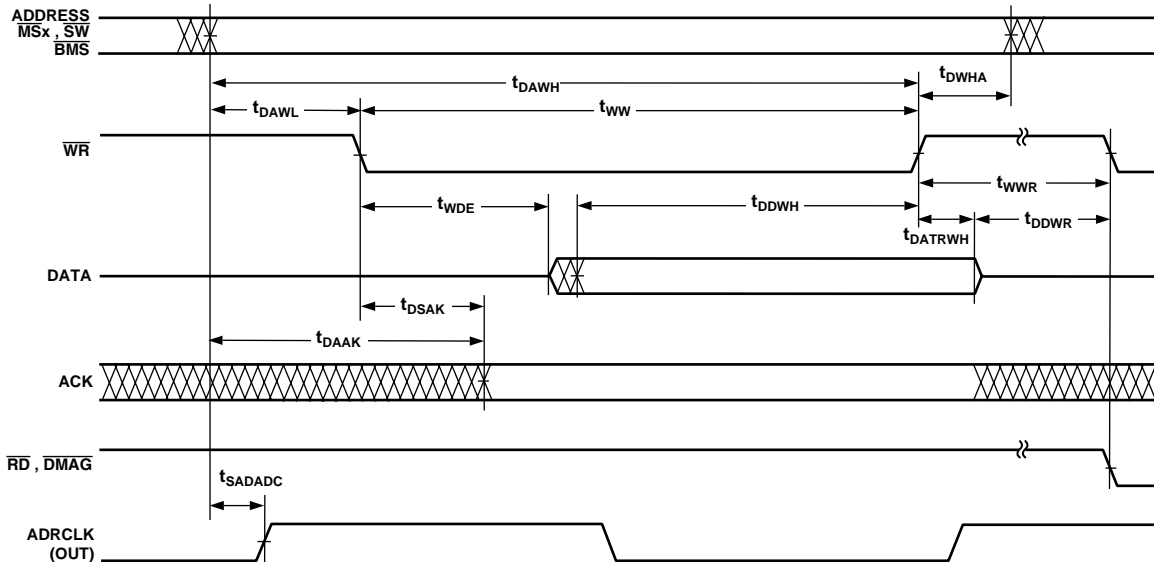 ADDRESS
MSx , SW
BMS
tDAWH
tDWHA
tDAWL
tWW
WR
tWWR
tWDE
tDDWH
tDATRWH
tDDWR
DATA
tDSAK
tDAAK
ACK
RD , DMAG
tSADADC
ADRCLK
(OUT)